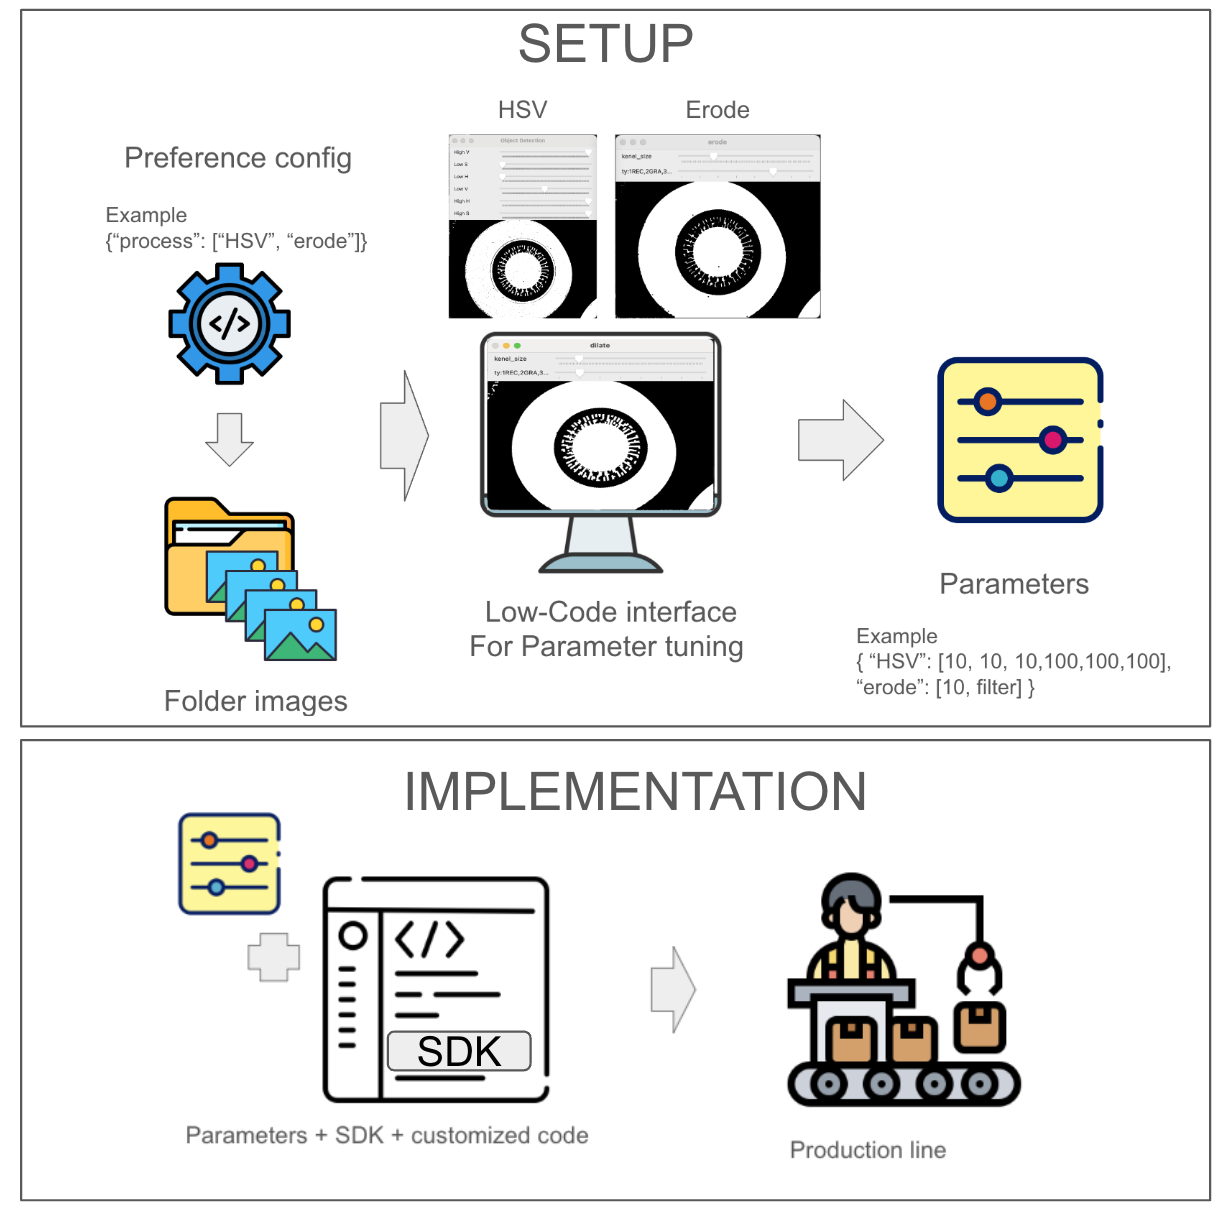 SETUP
HSV
Erode
Preference config
Example
{“process”: [“HSV”, “erode”]}
Object Detection
High V
Low S
Low H
Low V
High H
High S
erode
kenel_size
ty:1REC,2GRA,3...
dilate
kenel_size
ty:1REC,2GRA,3...
</>
Low-Code interface
For Parameter tuning
Folder images
Parameters
Example
{ “HSV”: [10, 10, 10,100,100,100],
“erode”: [10, filter] }
IMPLEMENTATION
</>
SDK
Parameters + SDK + customized code
Production line